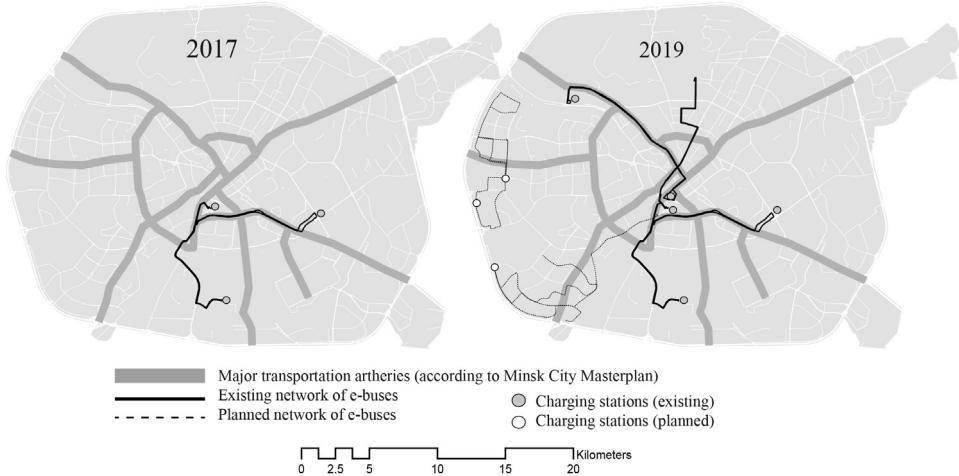 2017
2019
Major transportation artheries (according to Minsk City Masterplan)
Existing network of e-buses
Planned network of e-buses
Charging stations (existing)
Charging stations (planned)
Kilometers
0 2.5 5 10 15 20